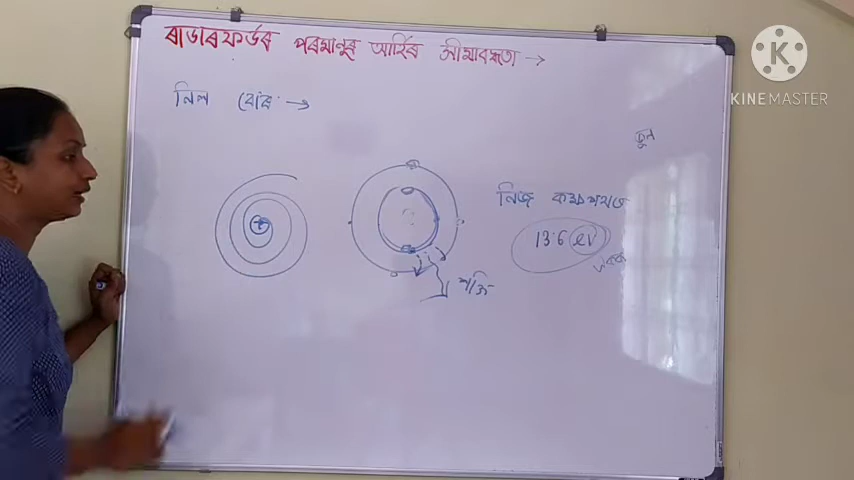 ৰাডাৰফৰ্ডৰ পৰমাণুৰ আৰ্হিৰ সীমাবদ্ধতা →
নিল বোৰ →
নিজ কক্ষপথত
13.6 eV
শক্তি
KINEMASTER